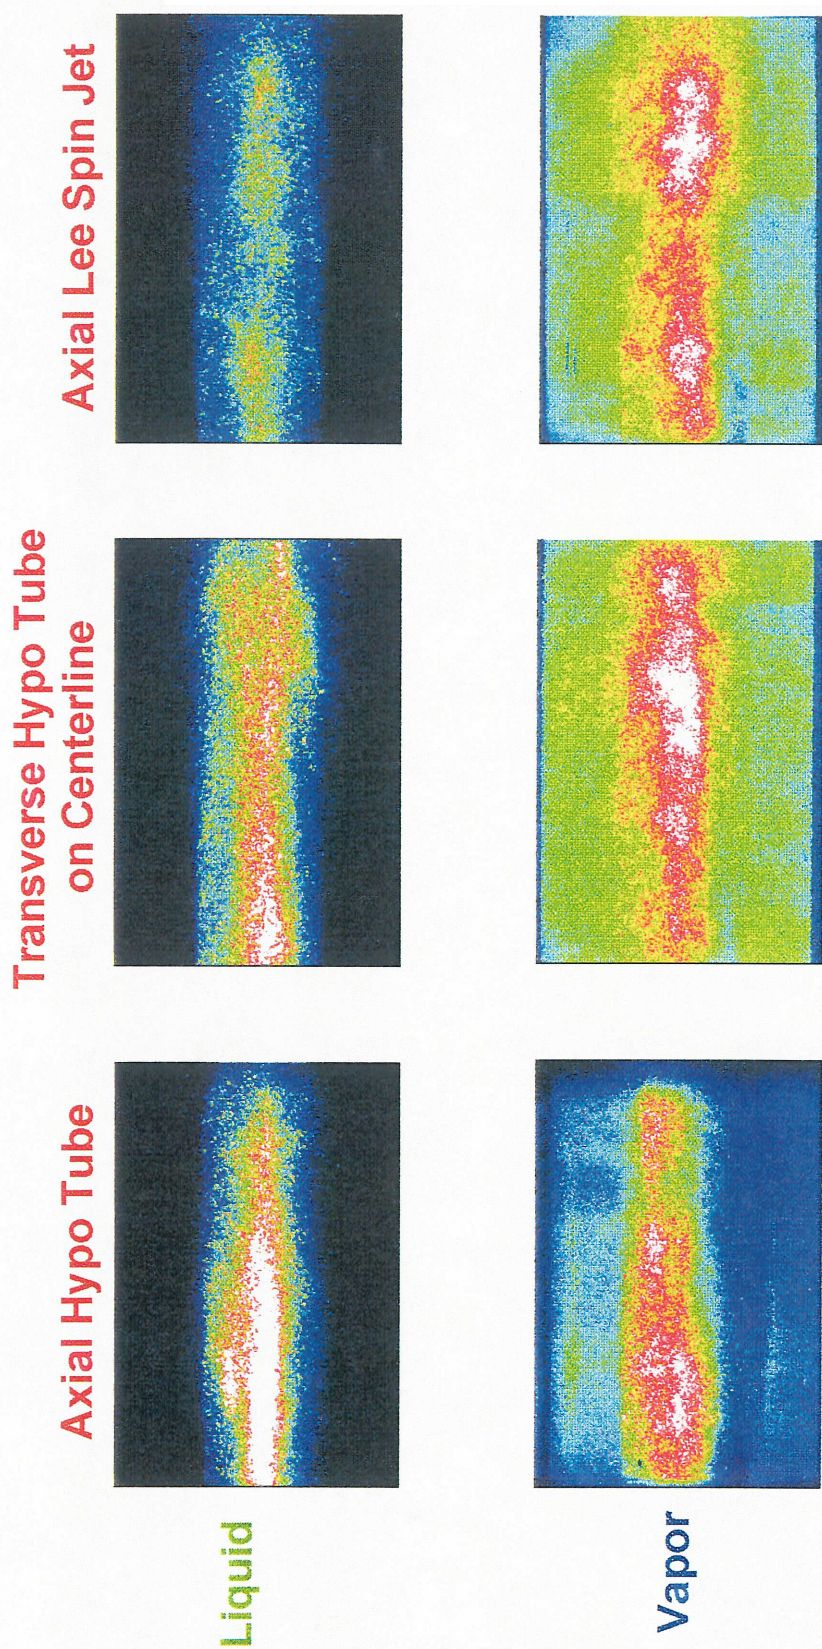 Axial Hypo Tube
Transverse Hypo Tube
on Centerline
Axial Lee Spin Jet
Liquid
Vapor